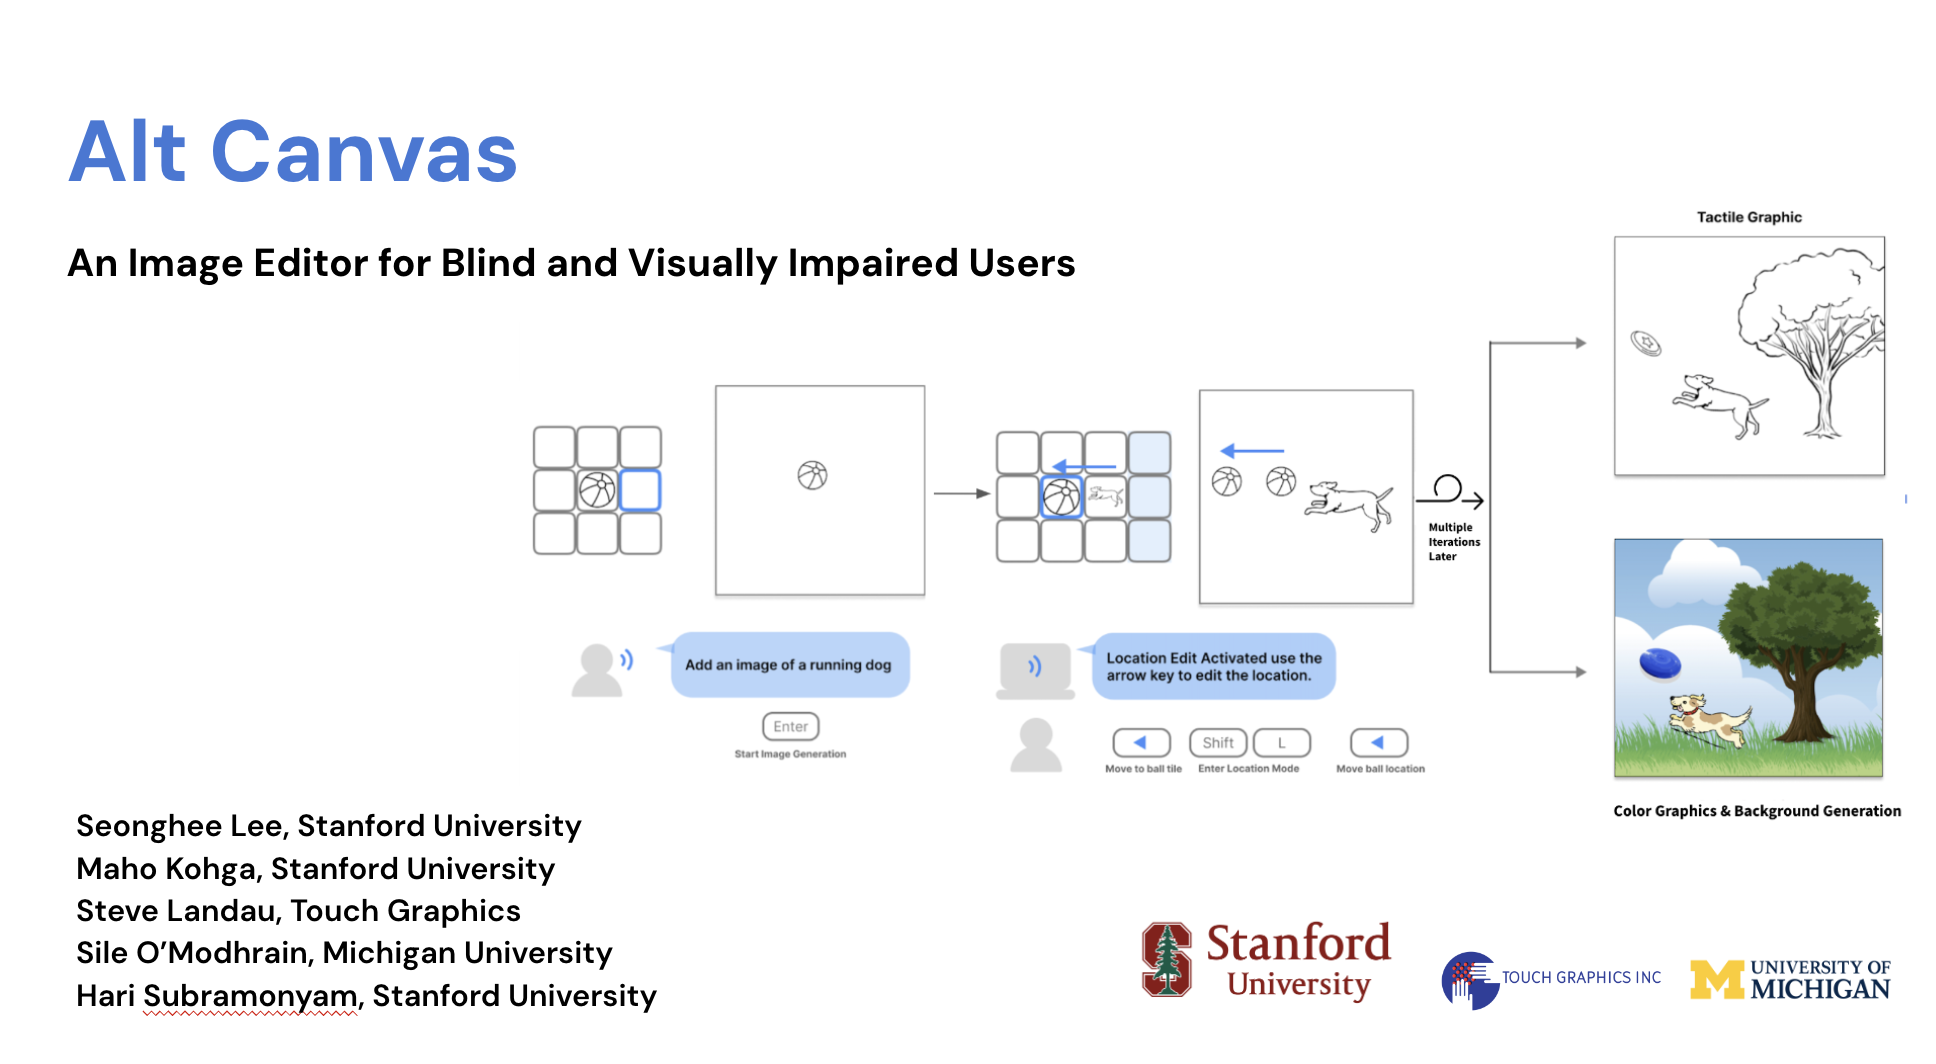 Alt Canvas
An Image Editor for Blind and Visually Impaired Users
Tactile Graphic
Multiple
Iterations
Later
Add an image of a running dog
Enter
Start Image Generation
Location Edit Activated use the
arrow key to edit the location.
Shift
L
Move to ball tile
Enter Location Mode
Move ball location
Color Graphics & Background Generation
Seonghee Lee, Stanford University
Maho Kohga, Stanford University
Steve Landau, Touch Graphics
Sile O’Modhrain, Michigan University
Hari Subramonyam, Stanford University
Stanford
University
TOUCH GRAPHICS INC
UNIVERSITY OF
MICHIGAN